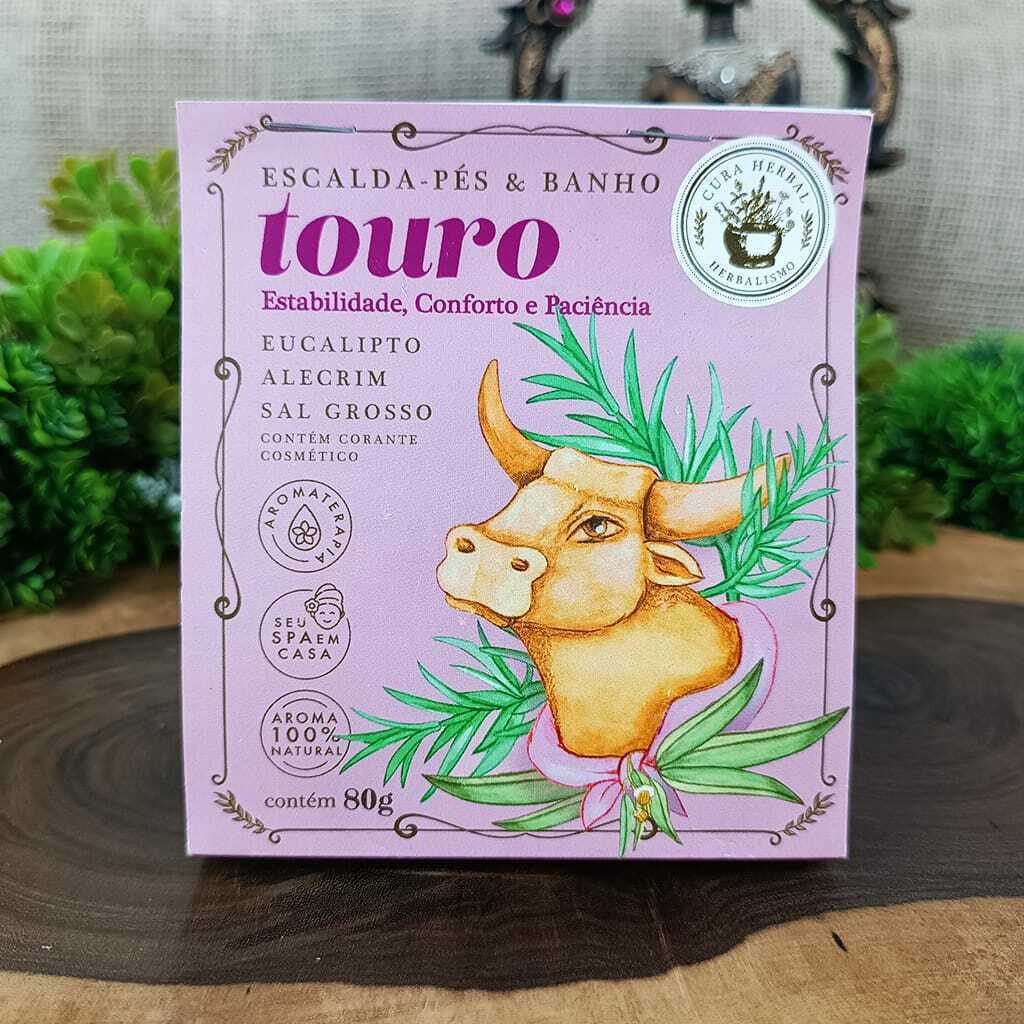 ESCALDA-PÉS & BANHO
touro
Estabilidade, Conforto e Paciência
CURA HERBAL
HERBALISMO
EUCALIPTO
ALECRIM
SAL GROSSO
CONTÉM CORANTE
COSMÉTICO
AROMATERAPIA
SEU
SPA EM
CASA
AROMA
100%
NATURAL
contém 80g